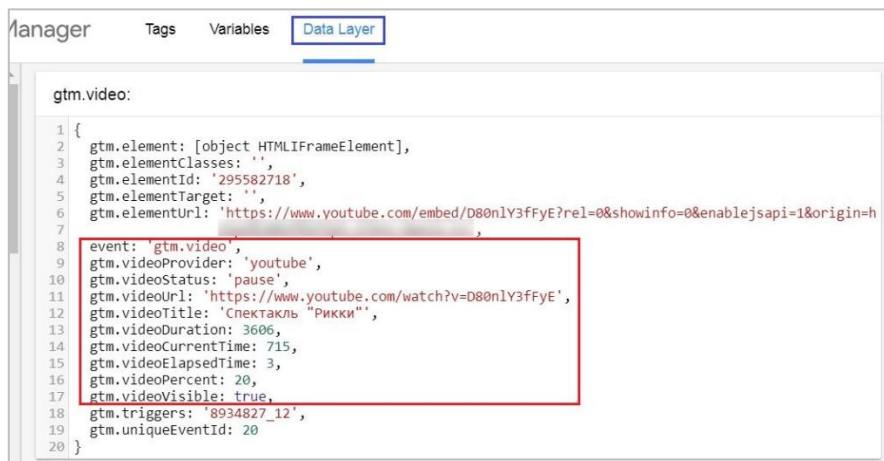 Manager Tags Variables Data Layer
gtm.video:
1 {
2 gtm.element: [object HTMLIFrameElement],
3 gtm.elementClasses: '',
4 gtm.elementId: '295582718',
5 gtm.elementTarget: '',
6 gtm.elementUrl: 'https://www.youtube.com/embed/D80nlY3fFyE?rel=0&showinfo=0&enablejsapi=1&origin=h
7 ,
8 event: 'gtm.video',
9 gtm.videoProvider: 'youtube',
10 gtm.videoStatus: 'pause',
11 gtm.videoUrl: 'https://www.youtube.com/watch?v=D80nlY3fFyE',
12 gtm.videoTitle: 'Спектакль "Рикки"',
13 gtm.videoDuration: 3606,
14 gtm.videoCurrentTime: 715,
15 gtm.videoElapsedTime: 3,
16 gtm.videoPercent: 20,
17 gtm.videoVisible: true,
18 gtm.triggers: '8934827_12',
19 gtm.uniqueEventId: 20
20 }